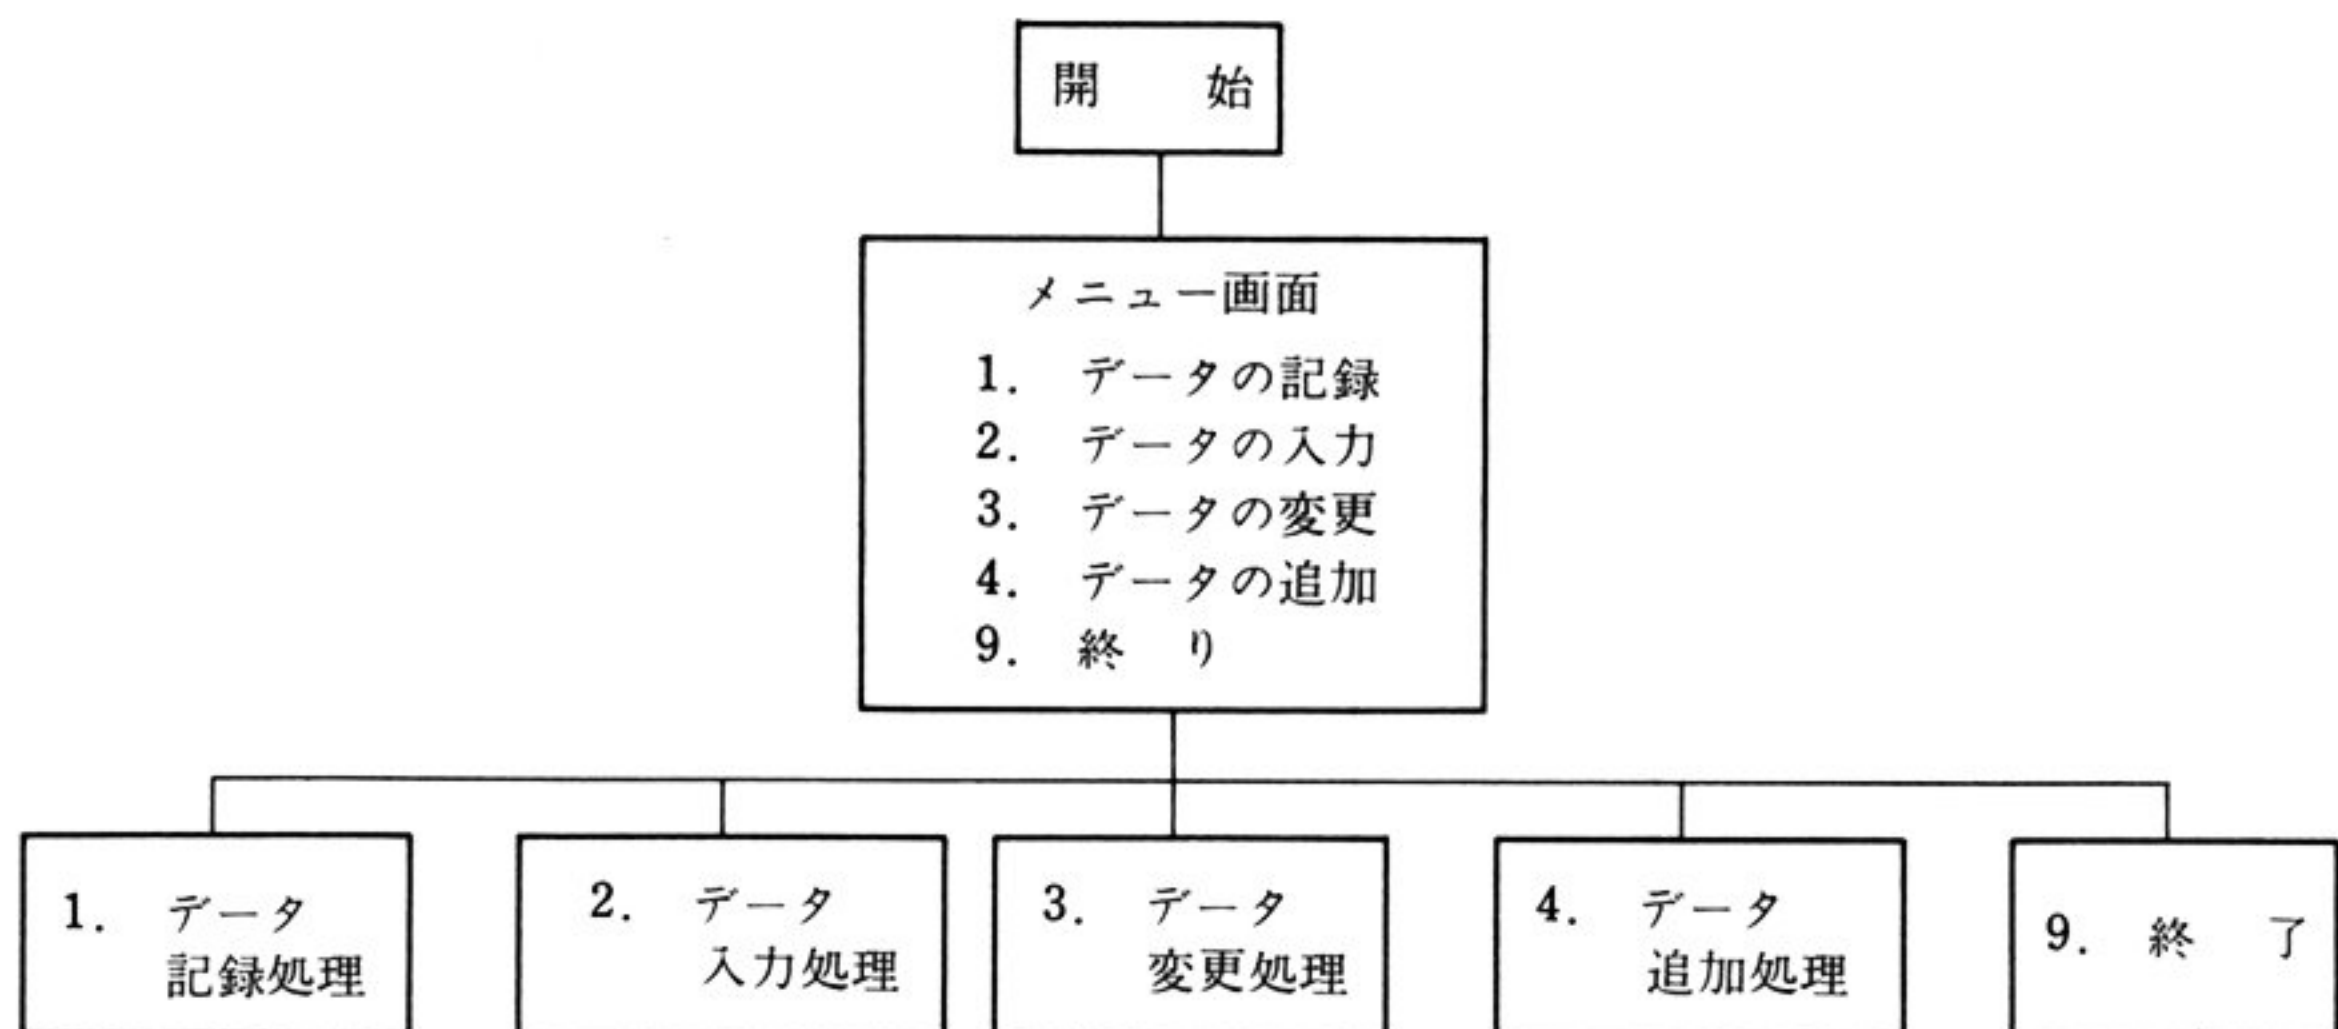 開 始
メニュー画面
1. データの記録
2. データの入力
3. データの変更
4. データの追加
9. 終 り
1. データ
記録処理
2. データ
入力処理
3. データ
変更処理
4. データ
追加処理
9. 終 了